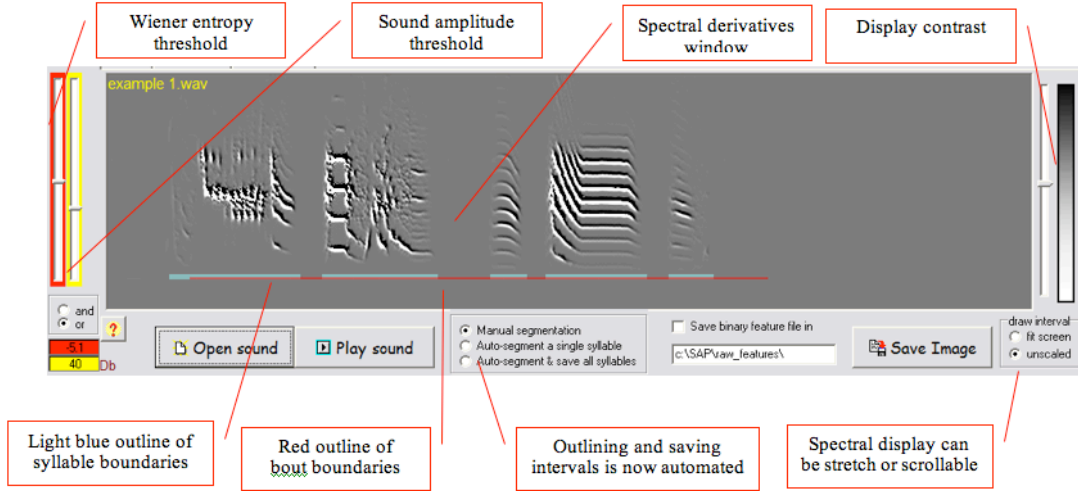 Wiener entropy
threshold
Sound amplitude
threshold
Spectral derivatives
window
Display contrast
example 1.wav
and
or
?
-5.1
40 Db
Open sound
Play sound
Manual segmentation
Auto-segment a single syllable
Auto-segment & save all syllables
Save binary feature file in
c:\SAP\raw_features\
Save Image
draw interval
fit screen
unscaled
Light blue outline of
syllable boundaries
Red outline of
bout boundaries
Outlining and saving
intervals is now automated
Spectral display can
be stretch or scrollable